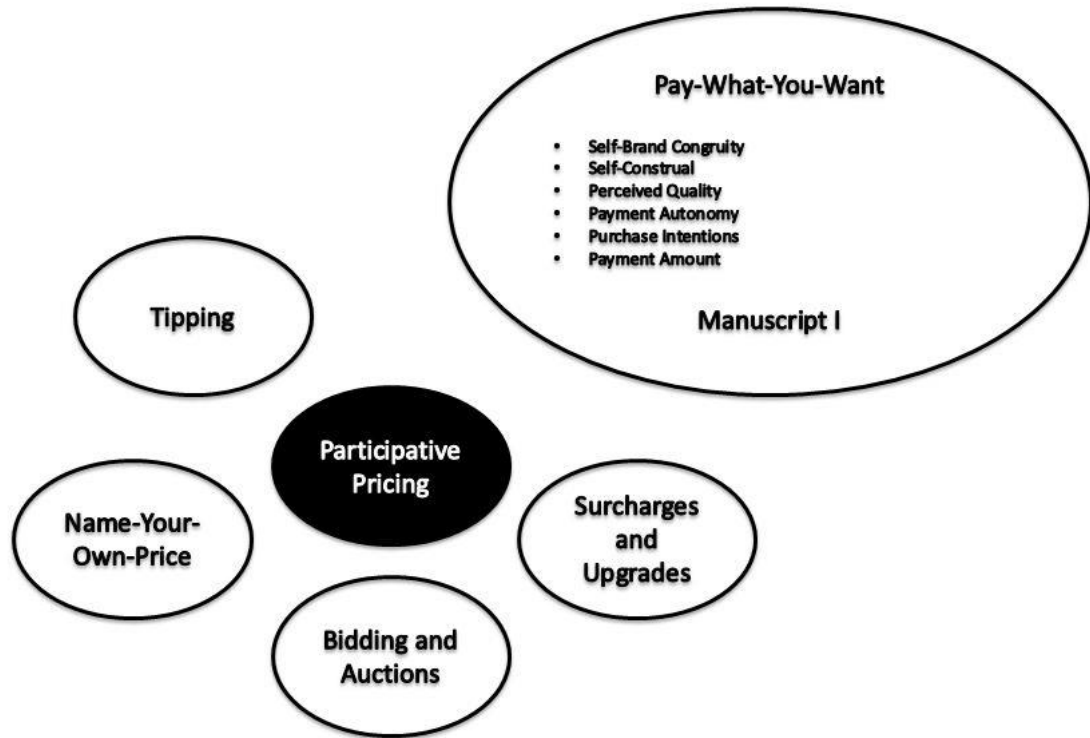 Pay-What-You-Want
• Self-Brand Congruity
• Self-Construal
• Perceived Quality
• Payment Autonomy
• Purchase Intentions
• Payment Amount
Manuscript I
Tipping
Participative
Pricing
Name-Your-
Own-Price
Surcharges
and
Upgrades
Bidding and
Auctions